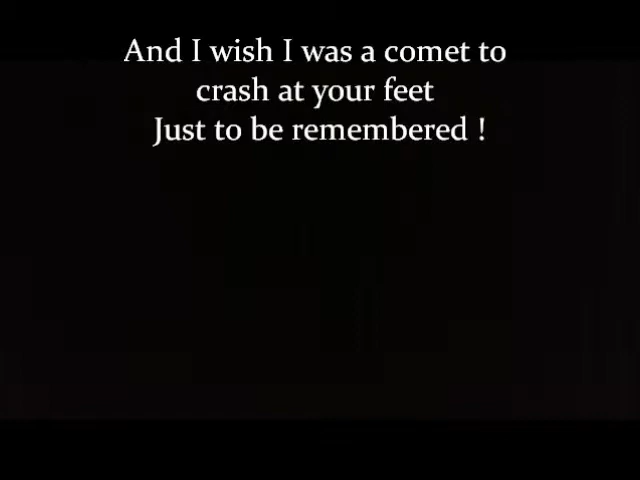 And I wish I was a comet to
crash at your feet
Just to be remembered !